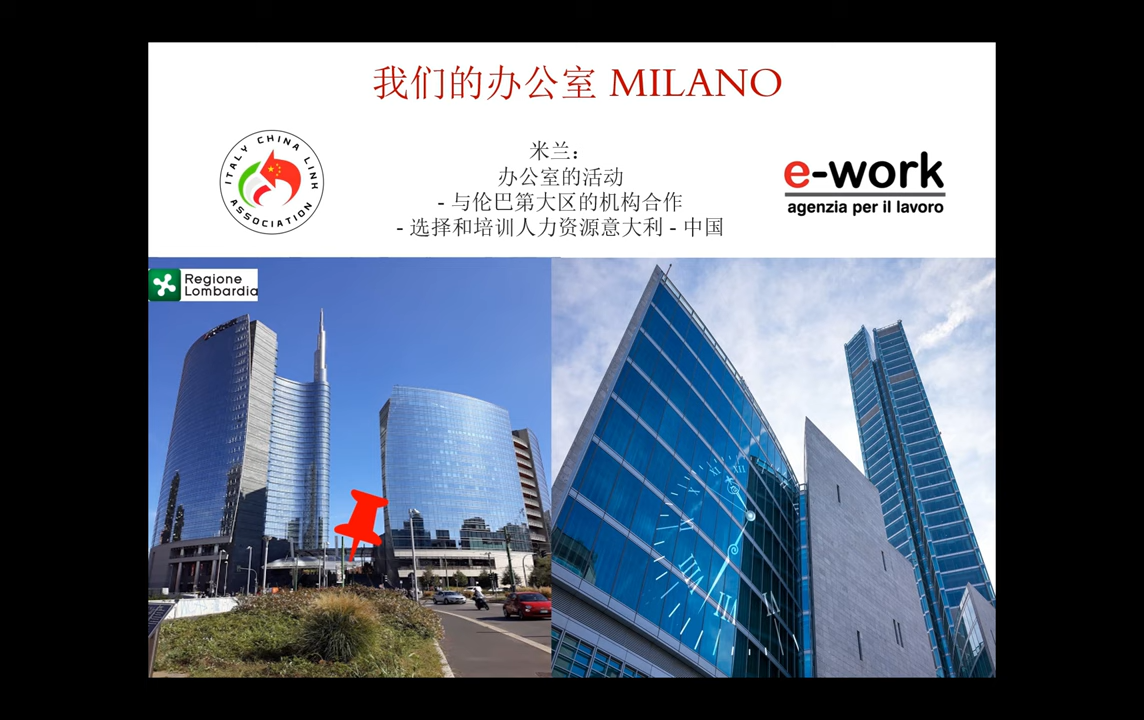 我们的办公室 MILANO
ITALY CHINA LINK
ASSOCIATION
米兰：
办公室的活动
- 与伦巴第大区的机构合作
- 选择和培训人力资源意大利 - 中国
e-work
agenzia per il lavoro
Regione
Lombardia